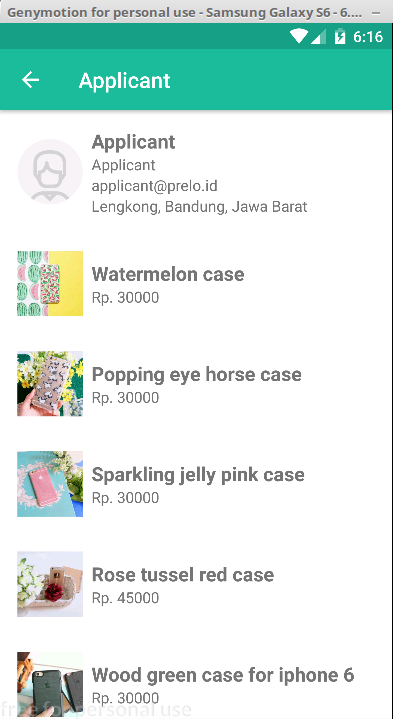 Genymotion for personal use - Samsung Galaxy S6 - 6....
6:16
Applicant
Applicant
Applicant
applicant@prelo.id
Lengkong, Bandung, Jawa Barat
Watermelon case
Rp. 30000
Popping eye horse case
Rp. 30000
Sparkling jelly pink case
Rp. 30000
Rose tussel red case
Rp. 45000
Wood green case for iphone 6
Rp. 30000
free for personal use